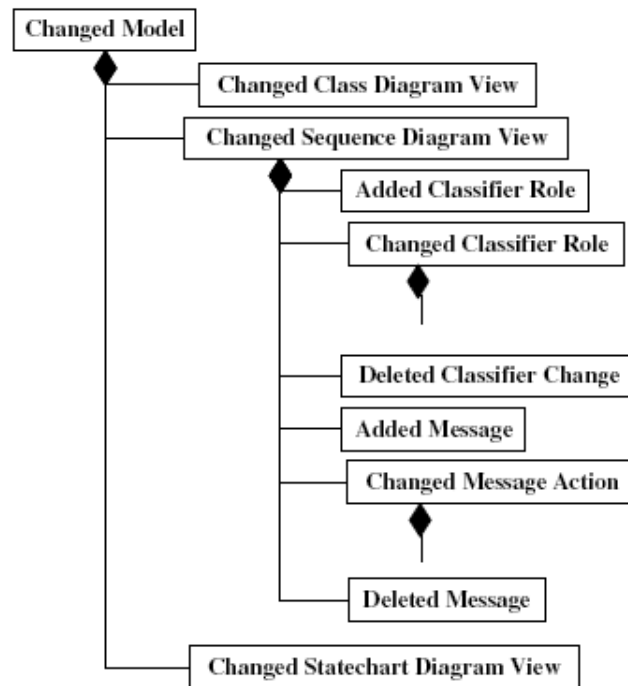 Changed Model
Changed Class Diagram View
Changed Sequence Diagram View
Added Classifier Role
Changed Classifier Role
Deleted Classifier Change
Added Message
Changed Message Action
Deleted Message
Changed Statechart Diagram View